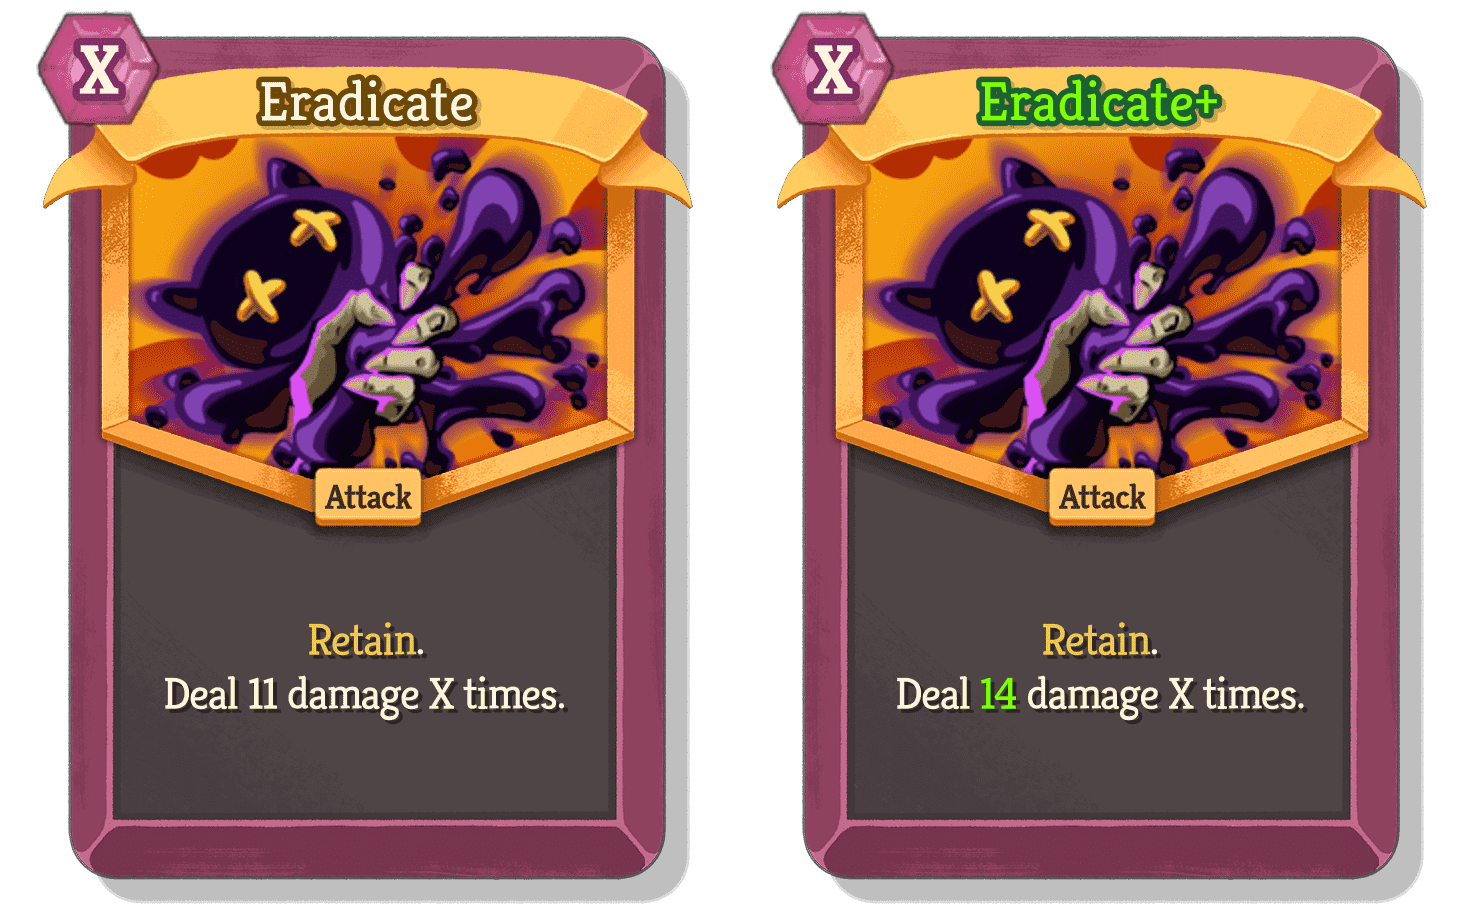 X
Eradicate
Attack
Retain.
Deal 11 damage X times.
X
Eradicate+
Attack
Retain.
Deal 14 damage X times.